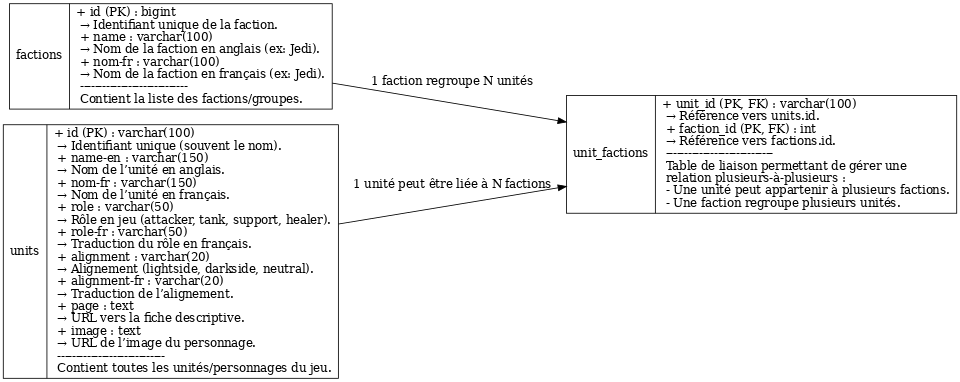 factions
+ id (PK) : bigint
→ Identifiant unique de la faction.
+ name : varchar(100)
→ Nom de la faction en anglais (ex: Jedi).
+ nom-fr : varchar(100)
→ Nom de la faction en français (ex: Jedi).
----------------------------
Contient la liste des factions/groupes.
1 faction regroupe N unités
units
+ id (PK) : varchar(100)
→ Identifiant unique (souvent le nom).
+ name-en : varchar(150)
→ Nom de l’unité en anglais.
+ nom-fr : varchar(150)
→ Nom de l’unité en français.
+ role : varchar(50)
→ Rôle en jeu (attacker, tank, support, healer).
+ role-fr : varchar(50)
→ Traduction du rôle en français.
+ alignment : varchar(20)
→ Alignement (lightside, darkside, neutral).
+ alignment-fr : varchar(20)
→ Traduction de l’alignement.
+ page : text
→ URL vers la fiche descriptive.
+ image : text
→ URL de l’image du personnage.
----------------------------
Contient toutes les unités/personnages du jeu.
1 unité peut être liée à N factions
unit_factions
+ unit_id (PK, FK) : varchar(100)
→ Référence vers units.id.
+ faction_id (PK, FK) : int
→ Référence vers factions.id.
----------------------------
Table de liaison permettant de gérer une
relation plusieurs-à-plusieurs :
- Une unité peut appartenir à plusieurs factions.
- Une faction regroupe plusieurs unités.